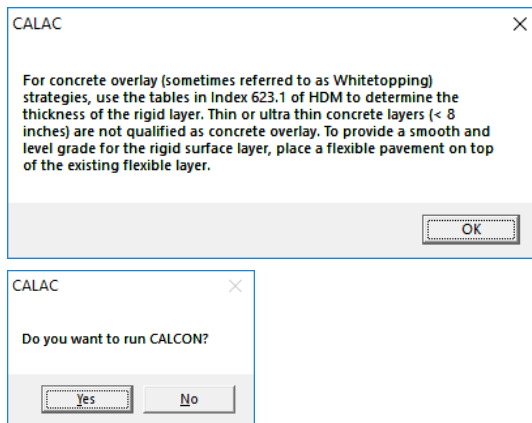 CALAC
For concrete overlay (sometimes referred to as Whitetopping)
strategies, use the tables in Index 623.1 of HDM to determine the
thickness of the rigid layer. Thin or ultra thin concrete layers (< 8
inches) are not qualified as concrete overlay. To provide a smooth and
level grade for the rigid surface layer, place a flexible pavement on top
of the existing flexible layer.
OK
CALAC
Do you want to run CALCON?
Yes No